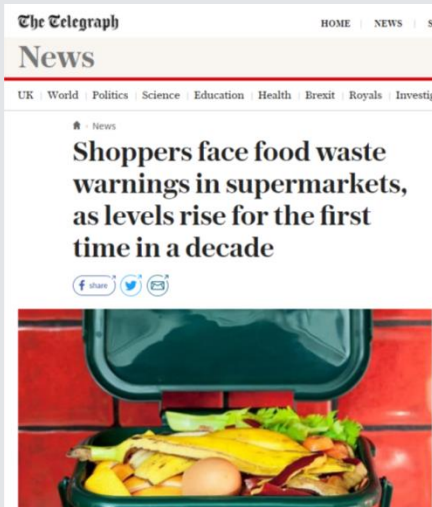 The Telegraph
HOME NEWS
News
UK World Politics Science Education Health Brexit Royals
News
Shoppers face food waste
warnings in supermarkets,
as levels rise for the first
time in a decade
share